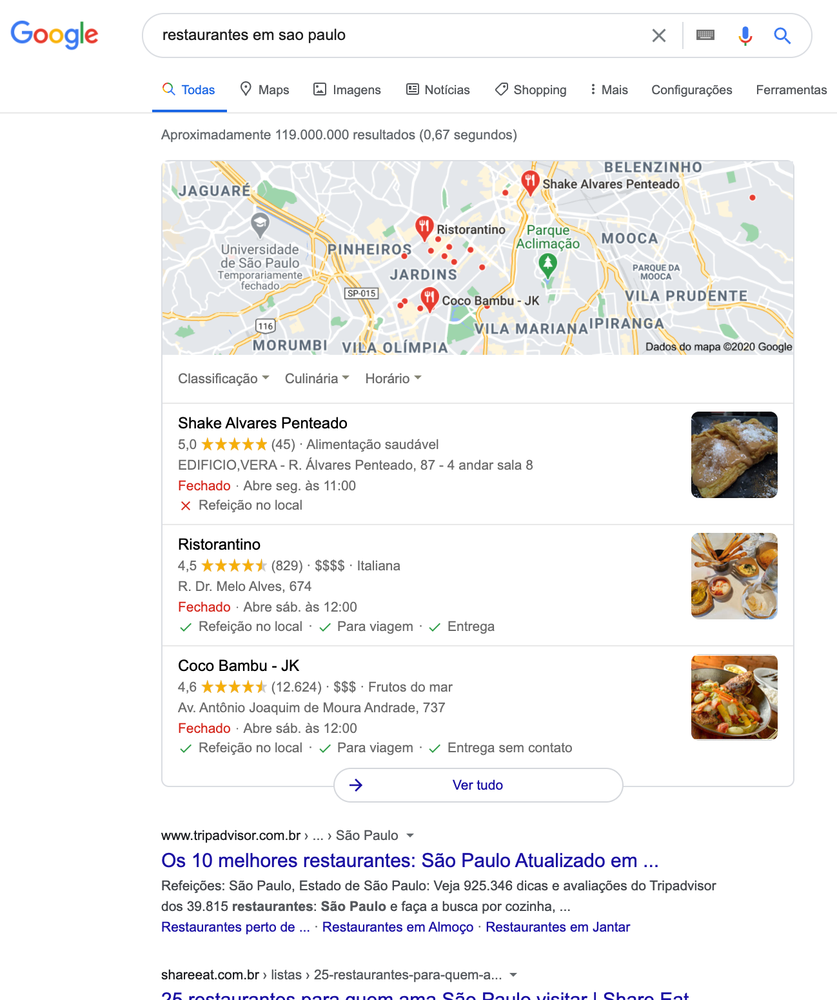 Google
restaurantes em sao paulo
Todas Maps Imagens Notícias Shopping Mais Configurações Ferramentas
Aproximadamente 119.000.000 resultados (0,67 segundos)
BELENZINHO
Shake Alvares Penteado
JAGUARÉ
Ristorantino
Parque
Aclimação
MOOCA
Universidade
de São Paulo
Temporariamente
fechado
PINHEIROS
JARDINS
PARQUE DA
MOOCA
SP-015
Coco Bambu - JK
VILA PRUDENTE
116
VILA MARIANA
IPIRANGA
MORUMBI
VILA OLÍMPIA
Dados do mapa ©2020 Google
Classificação Culinária Horário
Shake Alvares Penteado
5,0 (45) · Alimentação saudável
EDIFICIO,VERA - R. Álvares Penteado, 87 - 4 andar sala 8
Fechado · Abre seg. às 11:00
Refeição no local
Ristorantino
4,5 (829) · $$$$ · Italiana
R. Dr. Melo Alves, 674
Fechado · Abre sáb. às 12:00
Refeição no local · Para viagem · Entrega
Coco Bambu - JK
4,6 (12.624) · $$$ · Frutos do mar
Av. Antônio Joaquim de Moura Andrade, 737
Fechado · Abre sáb. às 12:00
Refeição no local · Para viagem · Entrega sem contato
Ver tudo
www.tripadvisor.com.br › ... › São Paulo
Os 10 melhores restaurantes: São Paulo Atualizado em ...
Refeições: São Paulo, Estado de São Paulo: Veja 925.346 dicas e avaliações do Tripadvisor
dos 39.815 restaurantes: São Paulo e faça a busca por cozinha, ...
Restaurantes perto de ... · Restaurantes em Almoço · Restaurantes em Jantar
shareeat.com.br › listas › 25-restaurantes-para-quem-a...
25 restaurantes para quem ama São Paulo visitar | Share Eat